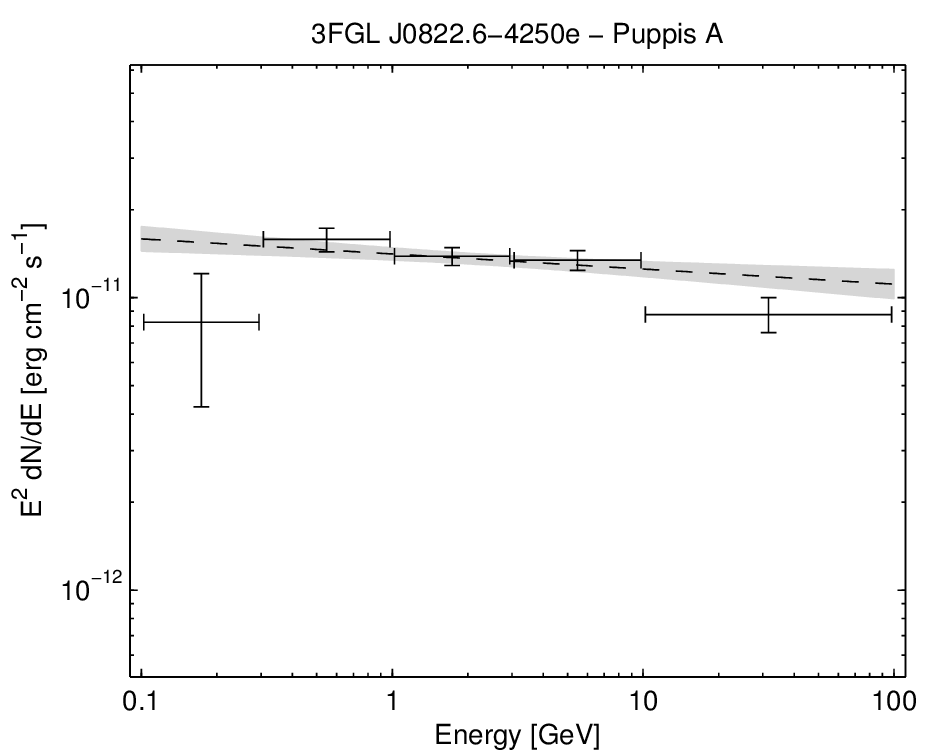 3FGL J0822.6−4250e − Puppis A
E² dN/dE [erg cm⁻² s⁻¹]
10⁻¹¹
10⁻¹²
0.1 1 10 100
Energy [GeV]